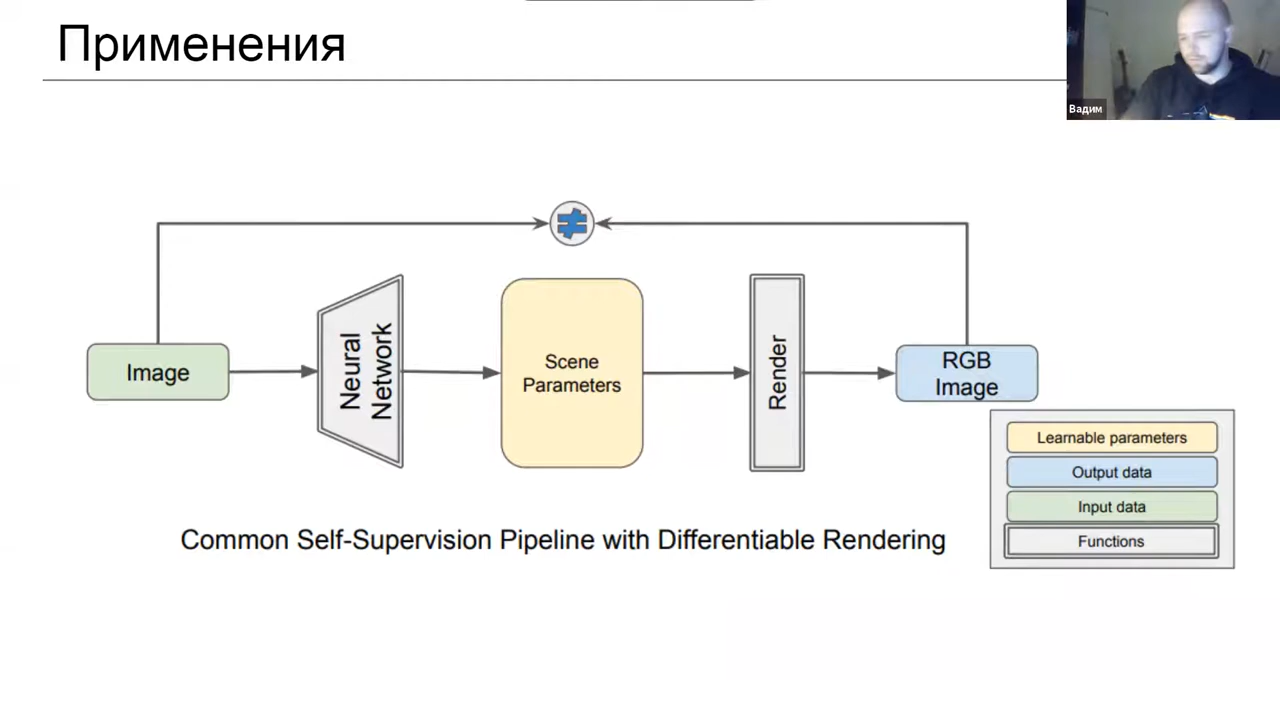 Применения
Вадим
Image
Neural
Network
Scene
Parameters
Render
RGB
Image
Learnable parameters
Output data
Input data
Functions
Common Self-Supervision Pipeline with Differentiable Rendering